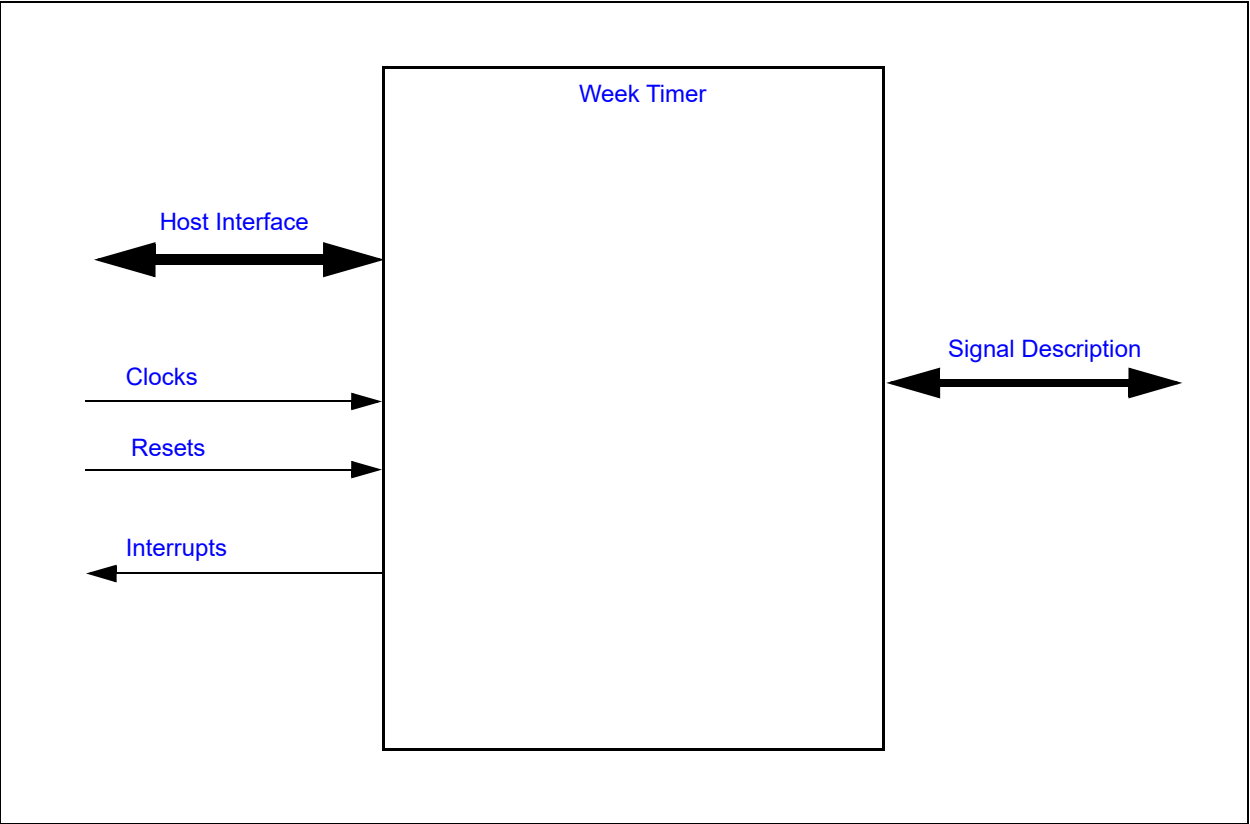 Week Timer
Host Interface
Signal Description
Clocks
Resets
Interrupts